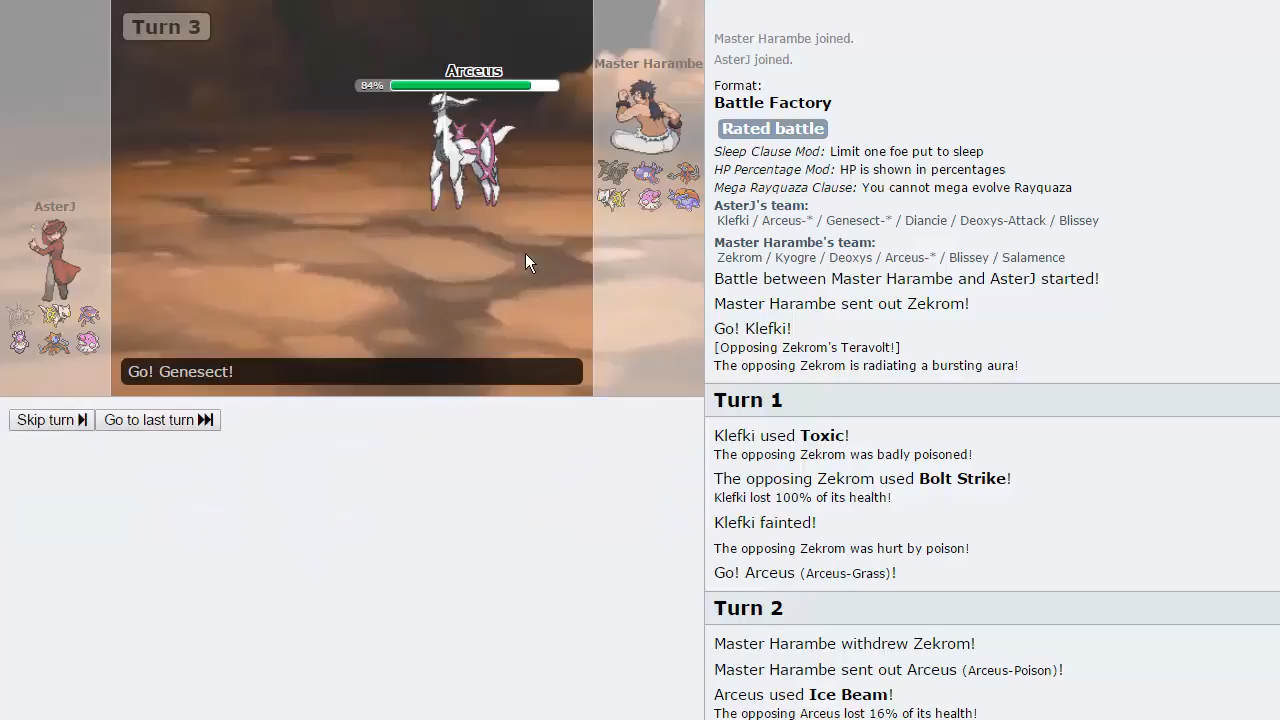 Turn 3
Arceus
84%
Master Harambe
AsterJ
Go! Genesect!
Skip turn
Go to last turn
Master Harambe joined.
AsterJ joined.
Format:
Battle Factory
Rated battle
Sleep Clause Mod: Limit one foe put to sleep
HP Percentage Mod: HP is shown in percentages
Mega Rayquaza Clause: You cannot mega evolve Rayquaza
AsterJ's team:
Klefki / Arceus-* / Genesect-* / Diancie / Deoxys-Attack / Blissey
Master Harambe's team:
Zekrom / Kyogre / Deoxys / Arceus-* / Blissey / Salamence
Battle between Master Harambe and AsterJ started!
Master Harambe sent out Zekrom!
Go! Klefki!
[Opposing Zekrom's Teravolt!]
The opposing Zekrom is radiating a bursting aura!
Turn 1
Klefki used Toxic!
The opposing Zekrom was badly poisoned!
The opposing Zekrom used Bolt Strike!
Klefki lost 100% of its health!
Klefki fainted!
The opposing Zekrom was hurt by poison!
Go! Arceus (Arceus-Grass)!
Turn 2
Master Harambe withdrew Zekrom!
Master Harambe sent out Arceus (Arceus-Poison)!
Arceus used Ice Beam!
The opposing Arceus lost 16% of its health!